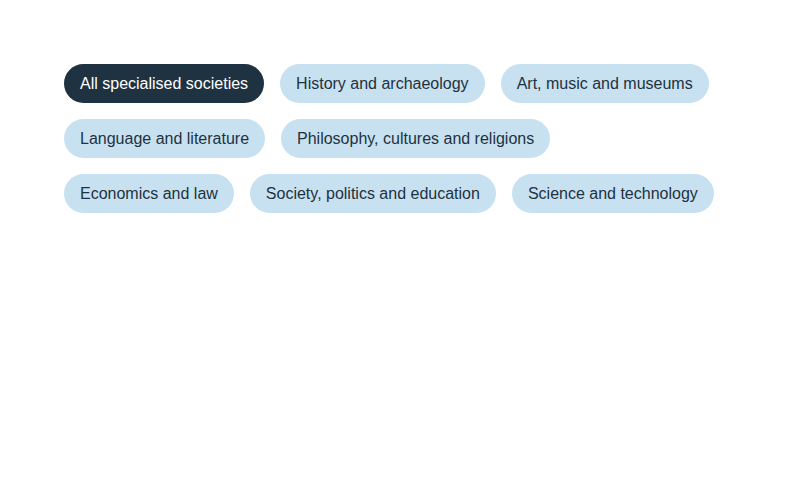 All specialised societies History and archaeology Art, music and museums
Language and literature Philosophy, cultures and religions
Economics and law Society, politics and education Science and technology